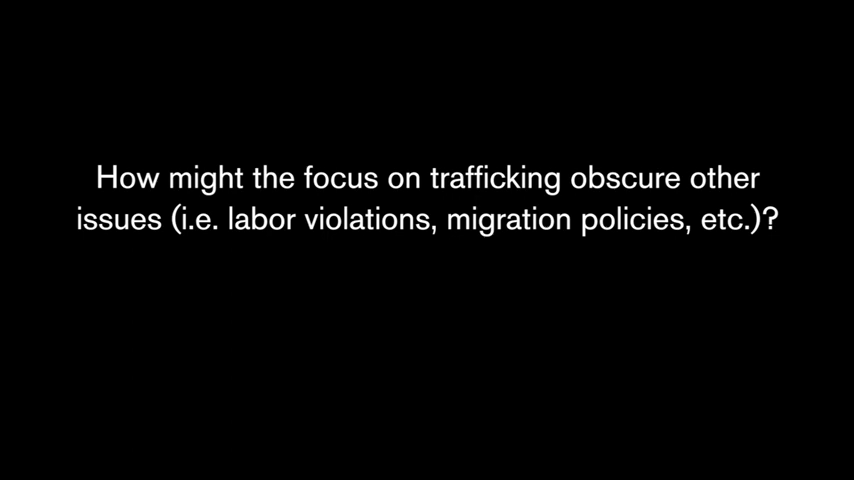 How might the focus on trafficking obscure other
issues (i.e. labor violations, migration policies, etc.)?